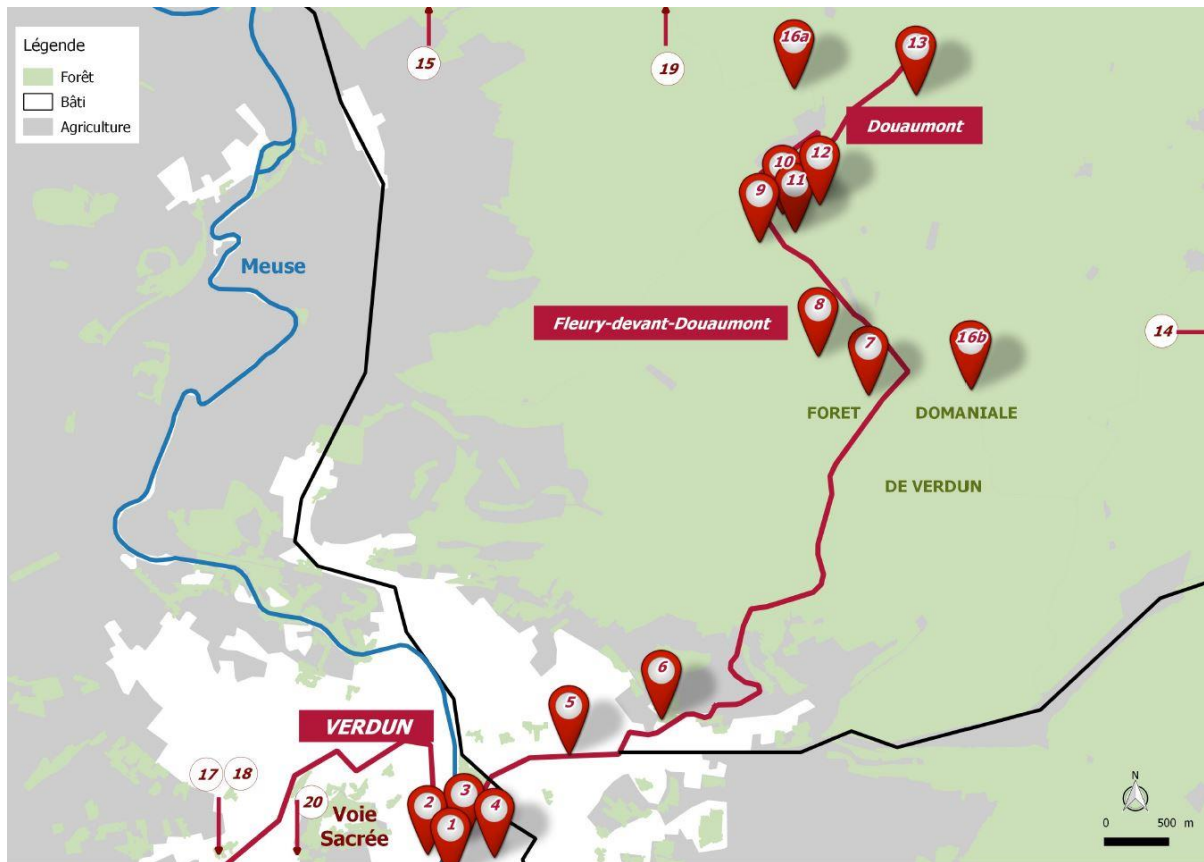 Légende
Forêt
Bâti
Agriculture
15
19
16a
13
Douaumont
10
12
11
9
Meuse
8
Fleury-devant-Douaumont
7
16b
14
FORET DOMANIALE
DE VERDUN
6
5
VERDUN
17 18
20
Voie
Sacrée
2
3
4
1
N
0 500 m